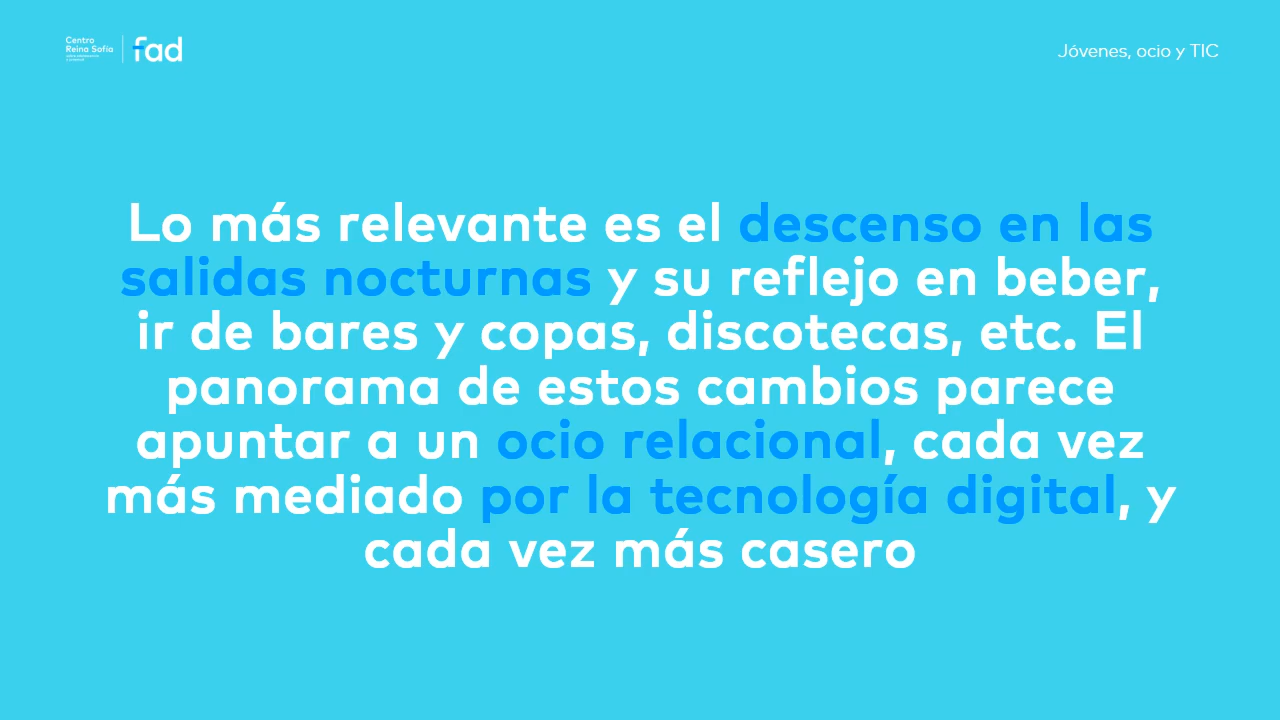 Centro
Reina Sofía
fad
Jóvenes, ocio y TIC
Lo más relevante es el descenso en las
salidas nocturnas y su reflejo en beber,
ir de bares y copas, discotecas, etc. El
panorama de estos cambios parece
apuntar a un ocio relacional, cada vez
más mediado por la tecnología digital, y
cada vez más casero